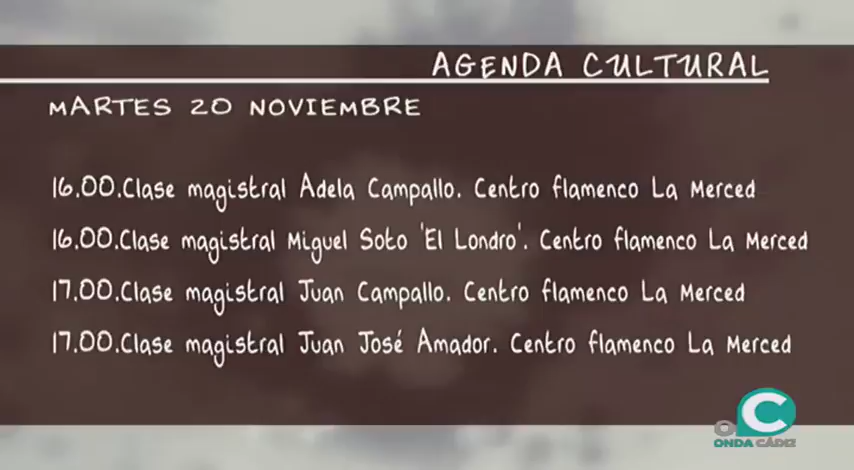 AGENDA CULTURAL
MARTES 20 NOVIEMBRE
16.00.Clase magistral Adela Campallo. Centro flamenco La Merced
16.00.Clase magistral Miguel Soto 'El Londro'. Centro flamenco La Merced
17.00.Clase magistral Juan Campallo. Centro flamenco La Merced
17.00.Clase magistral Juan José Amador. Centro flamenco La Merced
ONDA CÁDIZ